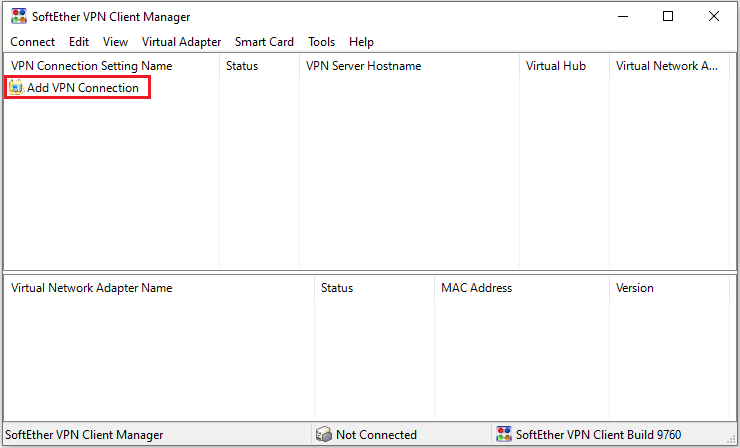 SoftEther VPN Client Manager
Connect Edit View Virtual Adapter Smart Card Tools Help
VPN Connection Setting Name Status VPN Server Hostname Virtual Hub Virtual Network A...
Add VPN Connection
Virtual Network Adapter Name Status MAC Address Version
SoftEther VPN Client Manager Not Connected SoftEther VPN Client Build 9760